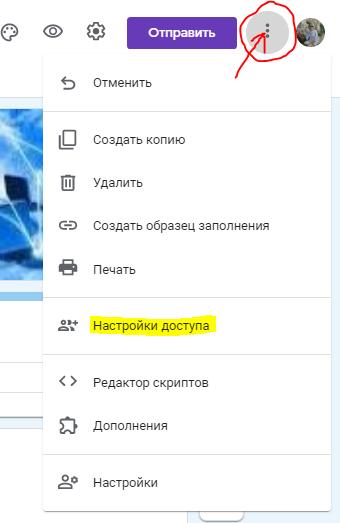 Отправить
Отменить
Создать копию
Удалить
Создать образец заполнения
Печать
Настройки доступа
Редактор скриптов
Дополнения
Настройки